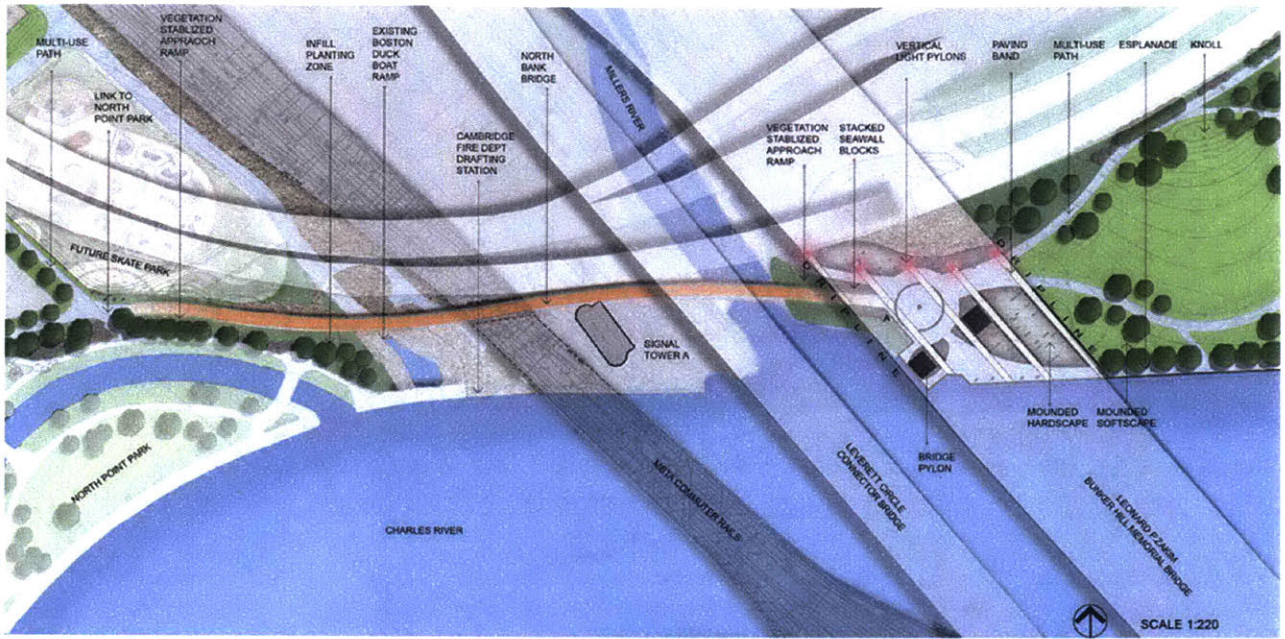 MULTI-USE
PATH
VEGETATION
STABLIZED
APPRAOCH
RAMP
LINK TO
NORTH
POINT PARK
INFILL
PLANTING
ZONE
EXISTING
BOSTON
DUCK
BOAT
RAMP
CAMBRIDGE
FIRE DEPT
DRAFTING
STATION
NORTH
BANK
BRIDGE
MILLERS RIVER
VEGETATION
STABLIZED
APPROACH
RAMP
STACKED
SEAWALL
BLOCKS
VERTICAL
LIGHT PYLONS
PAVING
BAND
MULTI-USE
PATH
ESPLANADE
KNOLL
FUTURE SKATE PARK
SIGNAL
TOWER A
DRIPLINE
DRIPLINE
NORTH POINT PARK
CHARLES RIVER
META COMMUTER RAILS
LEVERETT CIRCLE
CONNECTOR BRIDGE
BRIDGE
PYLON
MOUNDED
HARDSCAPE
MOUNDED
SOFTSCAPE
LEONARD P ZAKIM
BUNKER HILL MEMORIAL BRIDGE
SCALE 1:220